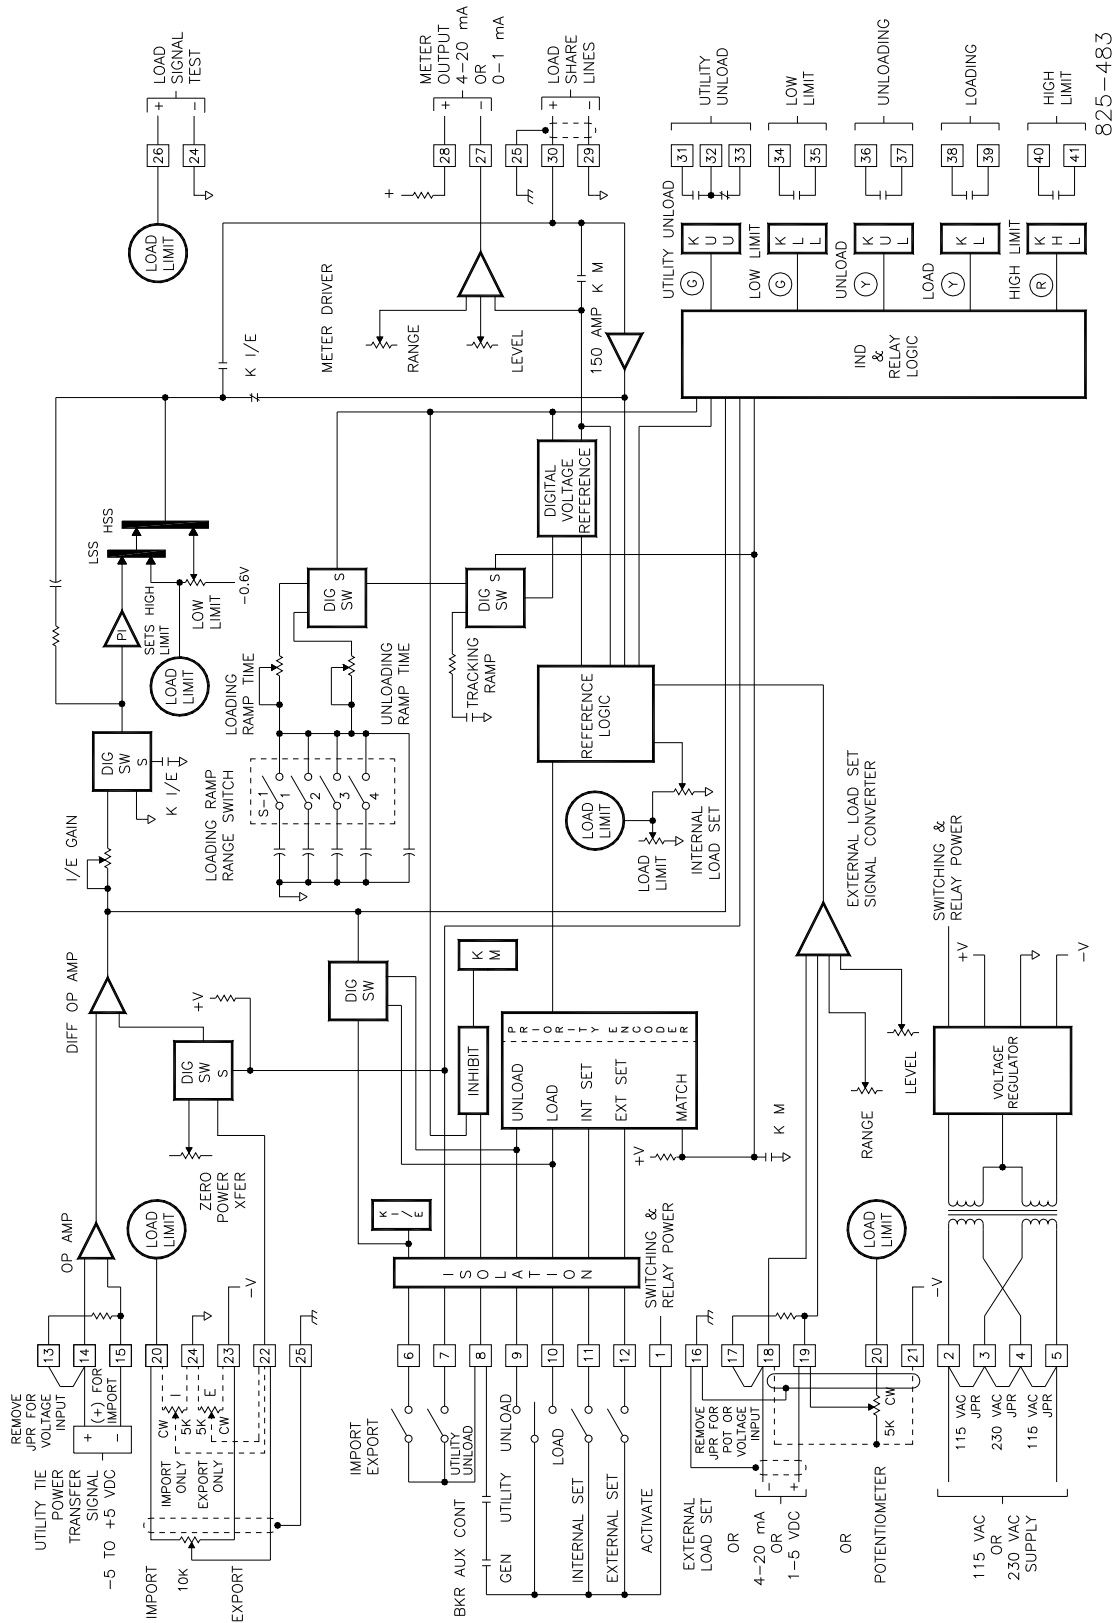 UTILITY TIE
POWER
TRANSFER
SIGNAL
-5 TO +5 VDC
REMOVE
JPR FOR
VOLTAGE
INPUT
+
-
(+) FOR
IMPORT
13
14
15
OP AMP
DIFF OP AMP
I/E GAIN
DIG
SW
S
K I/E
PI
LSS
HSS
SETS HIGH
LIMIT
LOAD
LIMIT
LOW
LIMIT
-0.6V
K I/E
LOAD
LIMIT
26
24
+
-
LOAD
SIGNAL
TEST
IMPORT
10K
EXPORT
IMPORT
ONLY
EXPORT
ONLY
CW
5K
I
5K
CW
E
20
24
23
22
25
-V
LOAD
LIMIT
ZERO
POWER
XFER
DIG
SW
S
+V
LOADING RAMP
RANGE SWITCH
S-1
1
2
3
4
LOADING
RAMP TIME
UNLOADING
RAMP TIME
DIG
SW
S
TRACKING
RAMP
DIG
SW
S
METER DRIVER
RANGE
LEVEL
+
28
27
+
-
METER
OUTPUT
4-20 mA
OR
0-1 mA
25
30
29
+
-
LOAD
SHARE
LINES
150 AMP
K M
DIGITAL
VOLTAGE
REFERENCE
IMPORT
EXPORT
UTILITY
UNLOAD
BKR AUX CONT
GEN
UTILITY
UNLOAD
LOAD
INTERNAL SET
EXTERNAL SET
ACTIVATE
6
7
8
9
10
11
12
1
ISOLATION
SWITCHING &
RELAY POWER
K
I/E
DIG
SW
INHIBIT
K
M
UNLOAD
LOAD
INT SET
EXT SET
MATCH
PRIORITY ENCODER
+V
K M
REFERENCE
LOGIC
LOAD
LIMIT
LOAD
LIMIT
INTERNAL
LOAD SET
IND
&
RELAY
LOGIC
UTILITY UNLOAD
G
K
U
U
31
32
33
UTILITY
UNLOAD
LOW LIMIT
G
K
L
L
34
35
LOW
LIMIT
UNLOAD
Y
K
U
L
36
37
UNLOADING
LOAD
Y
K
L
38
39
LOADING
HIGH LIMIT
R
K
H
L
40
41
HIGH
LIMIT
EXTERNAL
LOAD SET
OR
4-20 mA
OR
1-5 VDC
OR
POTENTIOMETER
REMOVE
JPR FOR
POT OR
VOLTAGE
INPUT
-
+
5K
CW
16
17
18
19
20
21
-V
LOAD
LIMIT
EXTERNAL LOAD SET
SIGNAL CONVERTER
RANGE
LEVEL
115 VAC
OR
230 VAC
SUPPLY
115 VAC
JPR
230 VAC
JPR
115 VAC
JPR
2
3
4
5
VOLTAGE
REGULATOR
SWITCHING &
RELAY POWER
+V
-V
825-483